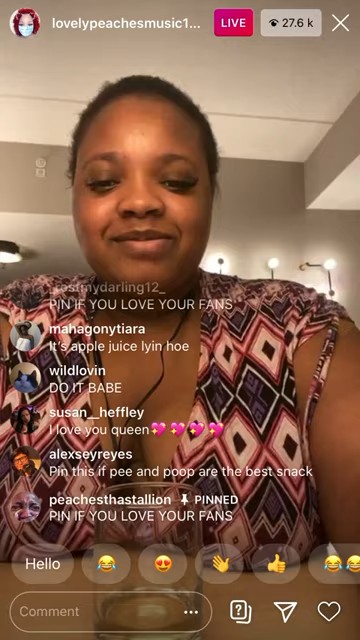 lovelypeachesmusic1...
LIVE
27.6 k
PIN IF YOU LOVE YOUR FANS
mahagonytiara
It's apple juice lyin hoe
wildlovin
DO IT BABE
susan__heffley
I love you queen💖💖💖💖
alexseyreyes
Pin this if pee and poop are the best snack
peachesthastallion PINNED
PIN IF YOU LOVE YOUR FANS
Hello
Comment